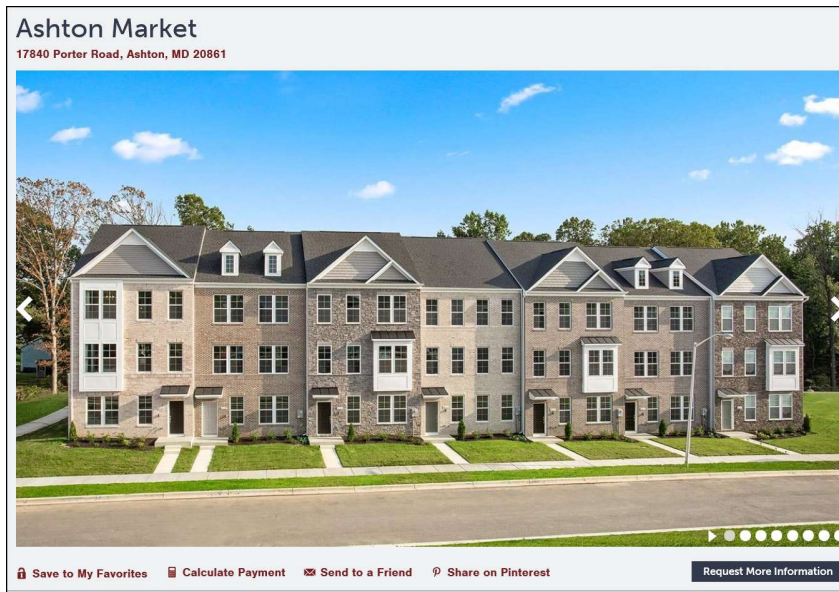 Ashton Market
17840 Porter Road, Ashton, MD 20861
Save to My Favorites Calculate Payment Send to a Friend Share on Pinterest Request More Information